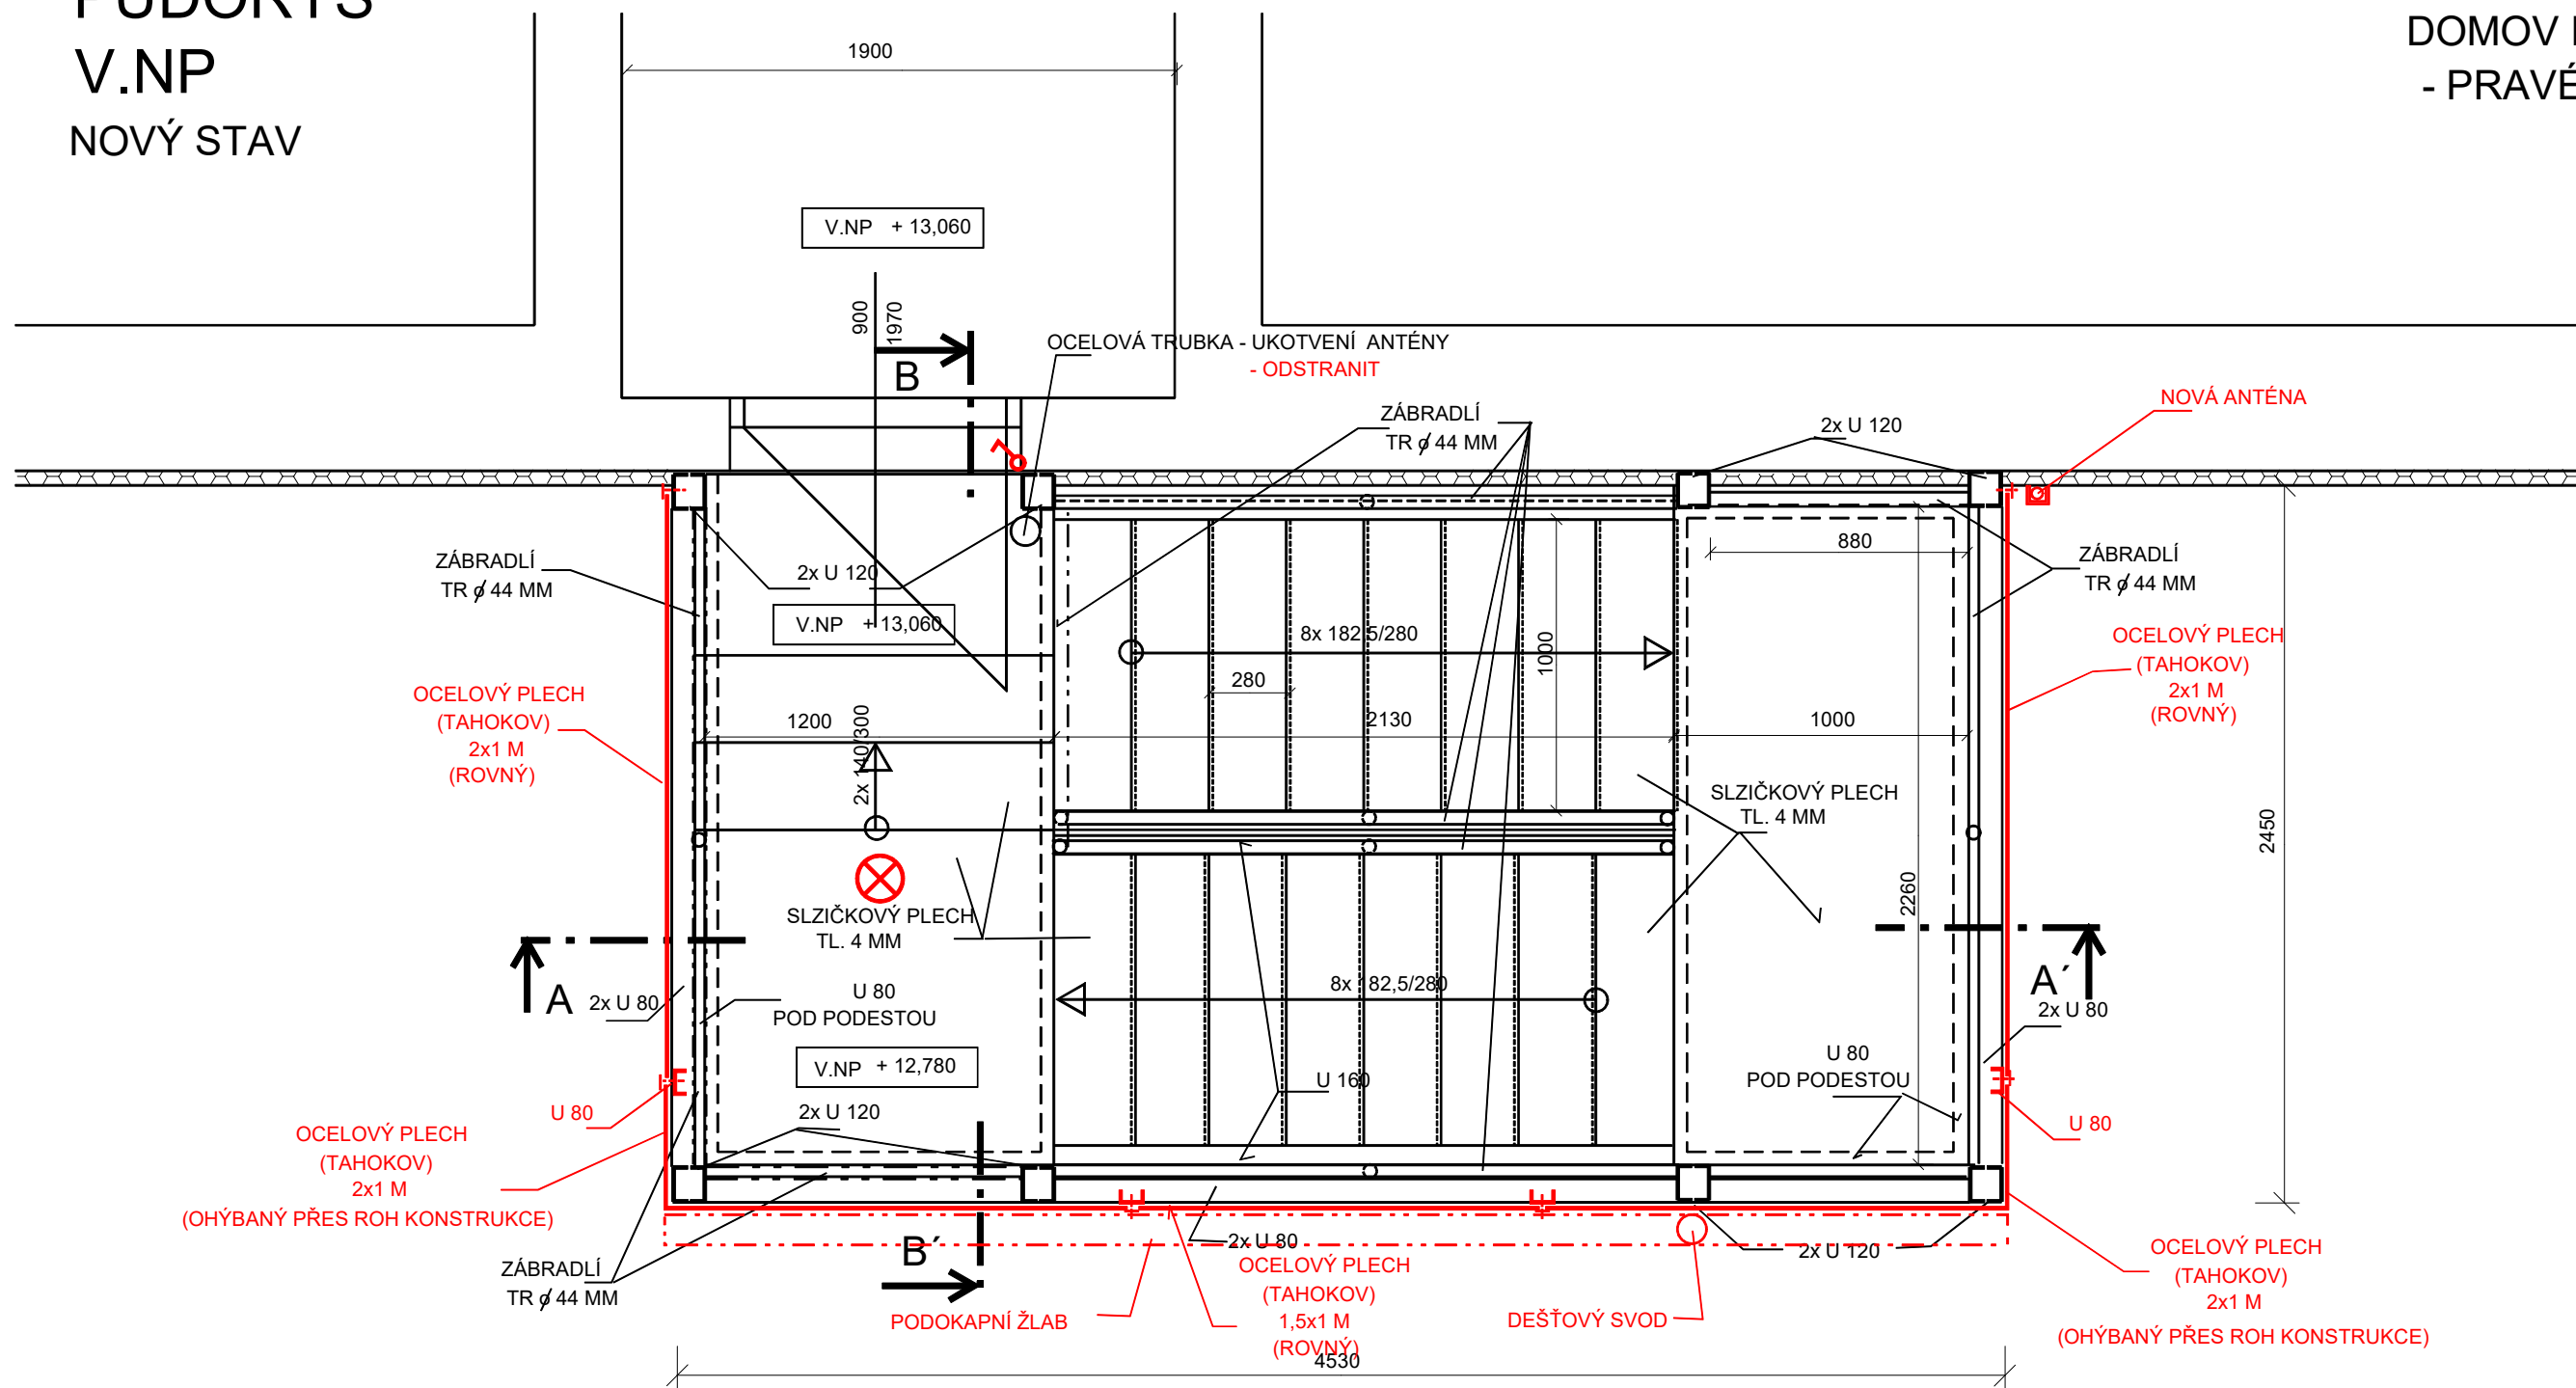 PŮDORYS
V.NP
NOVÝ STAV
DOMOV
- PRAVÉ
1900
V.NP + 13,060
900
1970
B
OCELOVÁ TRUBKA - UKOTVENÍ ANTÉNY
- ODSTRANIT
ZÁBRADLÍ
TR ø 44 MM
2x U 120
NOVÁ ANTÉNA
ZÁBRADLÍ
TR ø 44 MM
2x U 120
V.NP + 13,060
8x 182,5/280
280
1000
880
ZÁBRADLÍ
TR ø 44 MM
OCELOVÝ PLECH
(TAHOKOV)
2x1 M
(ROVNÝ)
OCELOVÝ PLECH
(TAHOKOV)
2x1 M
(ROVNÝ)
1200
2130
1000
2x 140/300
SLZIČKOVÝ PLECH
TL. 4 MM
2450
2260
SLZIČKOVÝ PLECH
TL. 4 MM
A
2x U 80
U 80
POD PODESTOU
8x 182,5/280
A´
2x U 80
V.NP + 12,780
U 160
U 80
POD PODESTOU
U 80
2x U 120
U 80
OCELOVÝ PLECH
(TAHOKOV)
2x1 M
(OHÝBANÝ PŘES ROH KONSTRUKCE)
ZÁBRADLÍ
TR ø 44 MM
B´
2x U 80
2x U 120
OCELOVÝ PLECH
(TAHOKOV)
1,5x1 M
(ROVNÝ)
PODOKAPNÍ ŽLAB
DEŠŤOVÝ SVOD
OCELOVÝ PLECH
(TAHOKOV)
2x1 M
(OHÝBANÝ PŘES ROH KONSTRUKCE)
4530